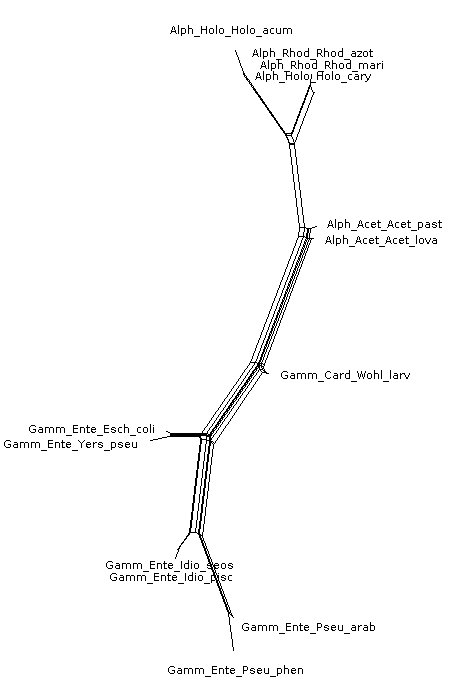 Alph_Holo_Holo_acum
Alph_Rhod_Rhod_azot
Alph_Rhod_Rhod_mari
Alph_Holo_Holo_cary
Alph_Acet_Acet_past
Alph_Acet_Acet_lova
Gamm_Card_Wohl_larv
Gamm_Ente_Esch_coli
Gamm_Ente_Yers_pseu
Gamm_Ente_Idio_seos
Gamm_Ente_Idio_pisc
Gamm_Ente_Pseu_arab
Gamm_Ente_Pseu_phen